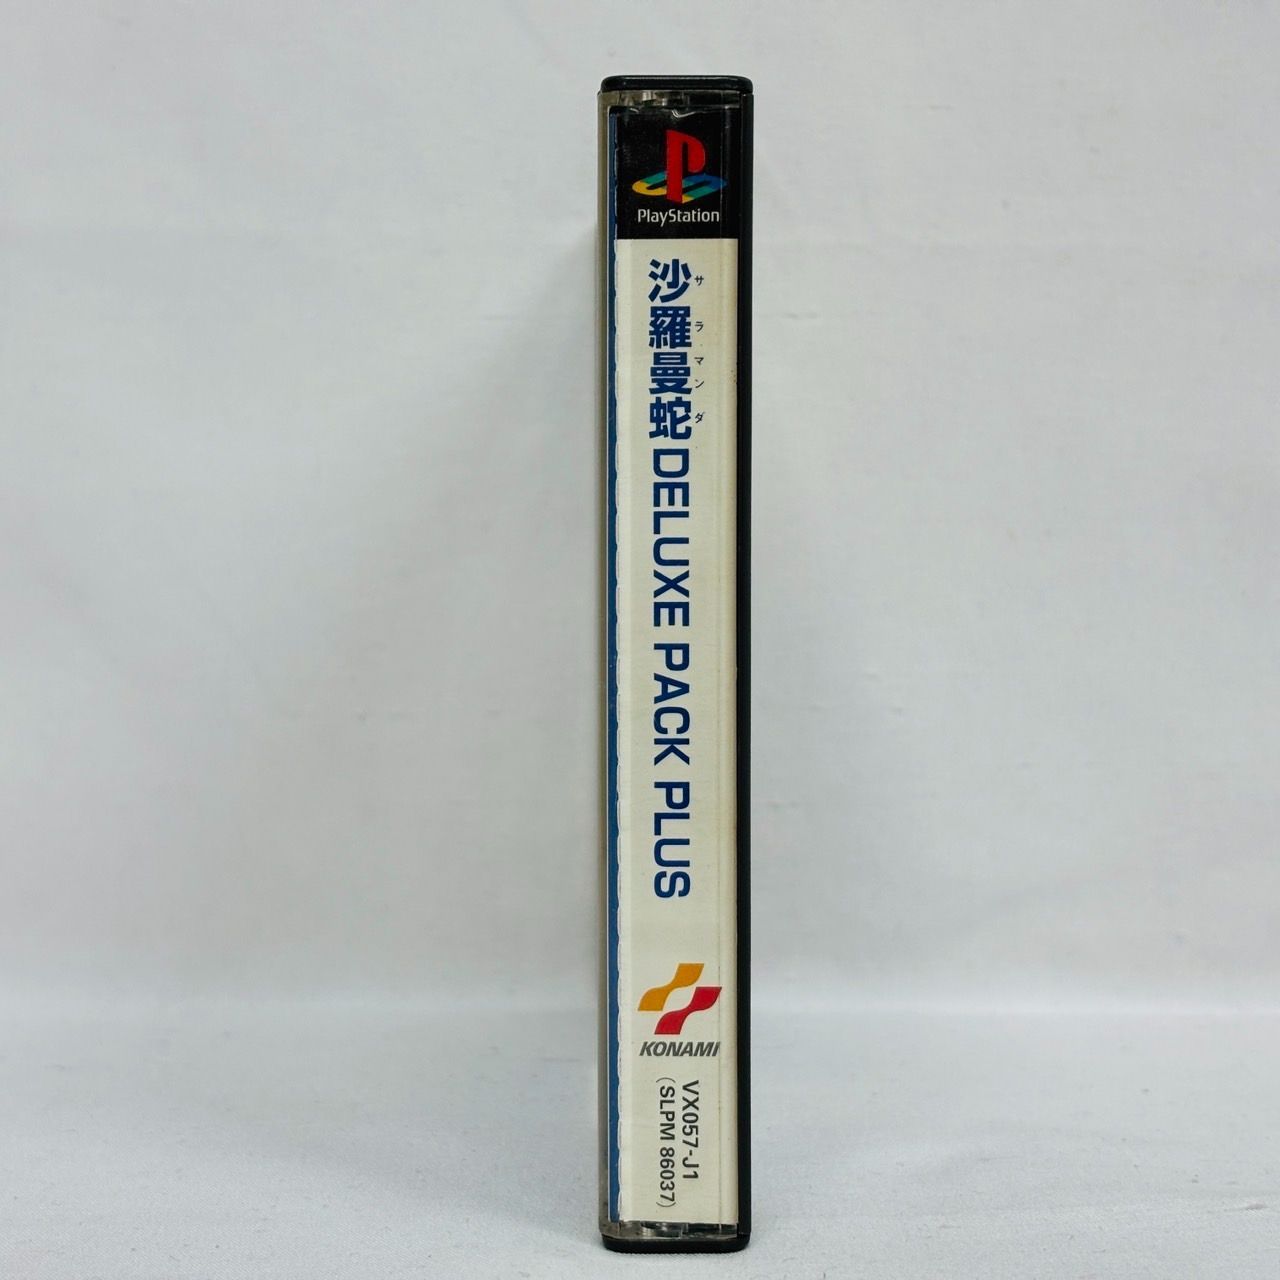 PlayStation
沙羅曼蛇 DELUXE PACK PLUS
サラマンダ
KONAMI
VX057-J1
(SLPM 86037)